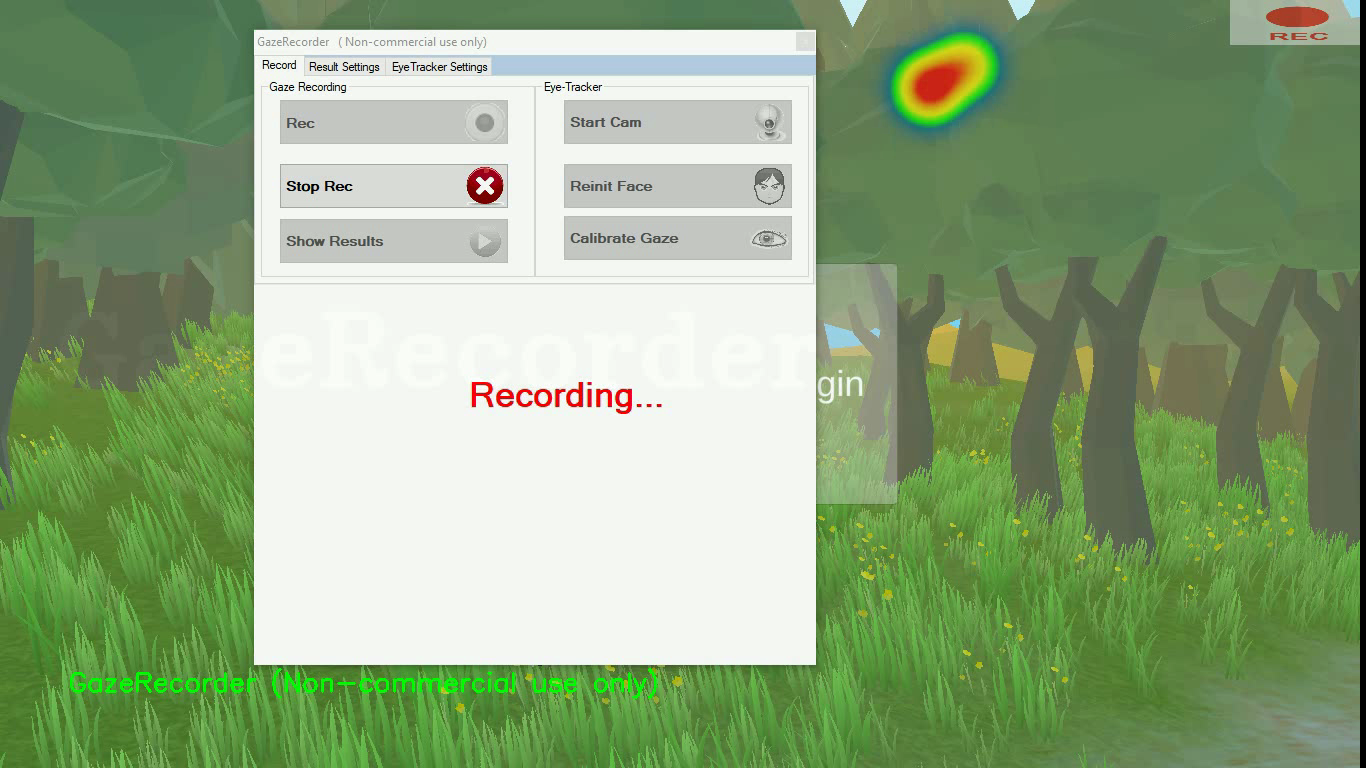 REC
GazeRecorder ( Non-commercial use only)
Record
Result Settings
EyeTracker Settings
Gaze Recording
Eye-Tracker
Rec
Start Cam
Stop Rec
Reinit Face
Show Results
Calibrate Gaze
GazeRecorder
Recording...
gin
GazeRecorder (Non-commercial use only)